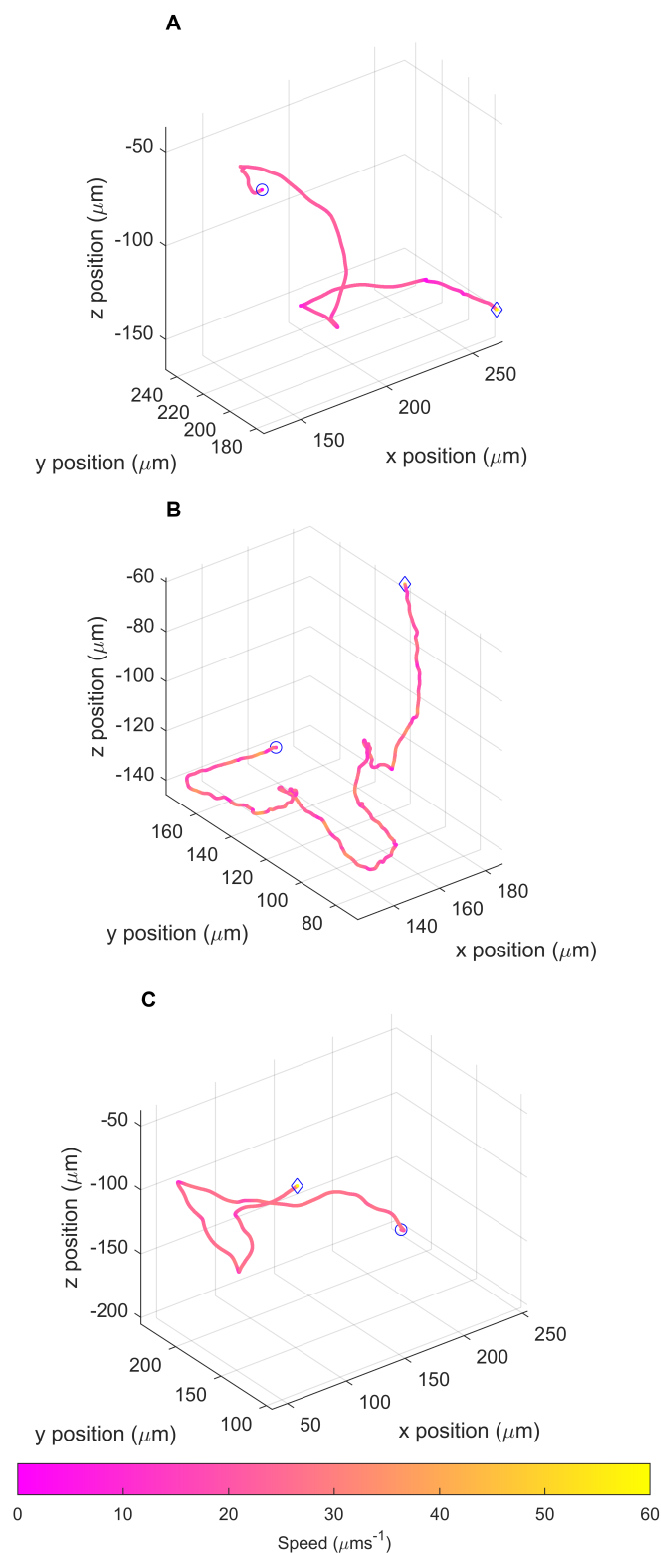 A
-50
-100
-150
z position (μm)
240
220
200
180
y position (μm)
150
200
250
x position (μm)
B
-60
-80
-100
-120
-140
z position (μm)
160
140
120
100
80
y position (μm)
140
160
180
x position (μm)
C
-50
-100
-150
-200
z position (μm)
200
150
100
y position (μm)
50
100
150
200
250
x position (μm)
0 10 20 30 40 50 60
Speed (μms⁻¹)